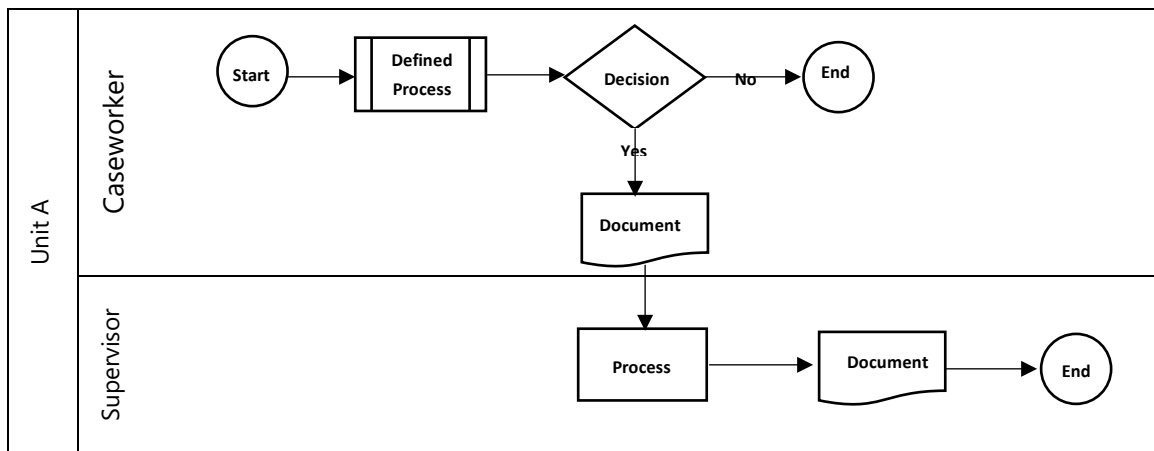 Unit A
Caseworker
Start
Defined
Process
Decision
No
End
Yes
Document
Supervisor
Process
Document
End